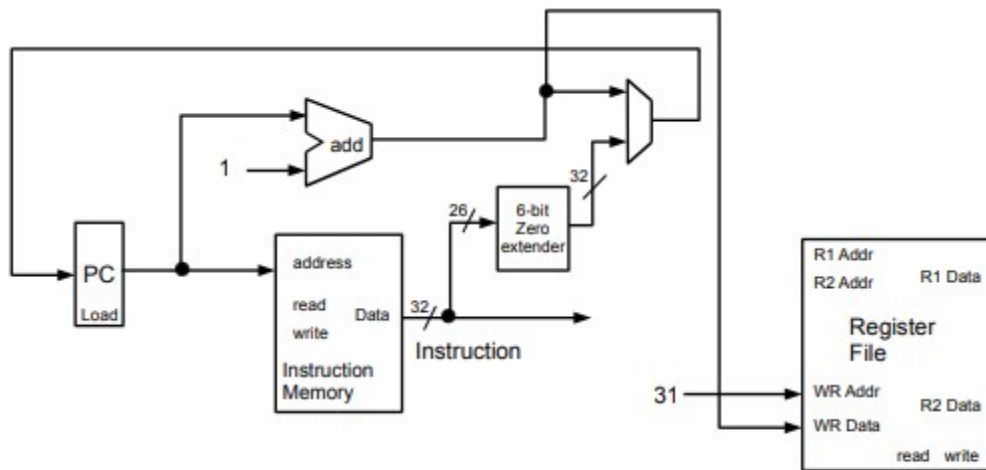 add
1
32
26
6-bit
Zero
extender
PC
Load
address
read
write
Data
32
Instruction
Memory
Instruction
R1 Addr
R2 Addr
R1 Data
Register
File
31
WR Addr
WR Data
R2 Data
read write